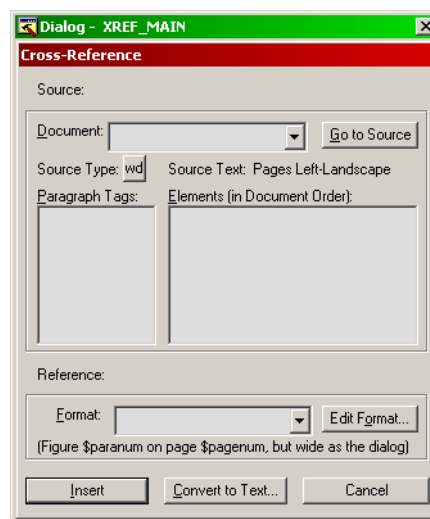 Dialog - XREF_MAIN
Cross-Reference
Source:
Document:
Go to Source
Source Type: wd Source Text: Pages Left-Landscape
Paragraph Tags: Elements (in Document Order):
Reference:
Format:
Edit Format...
(Figure $paranum on page $pagenum, but wide as the dialog)
Insert Convert to Text... Cancel